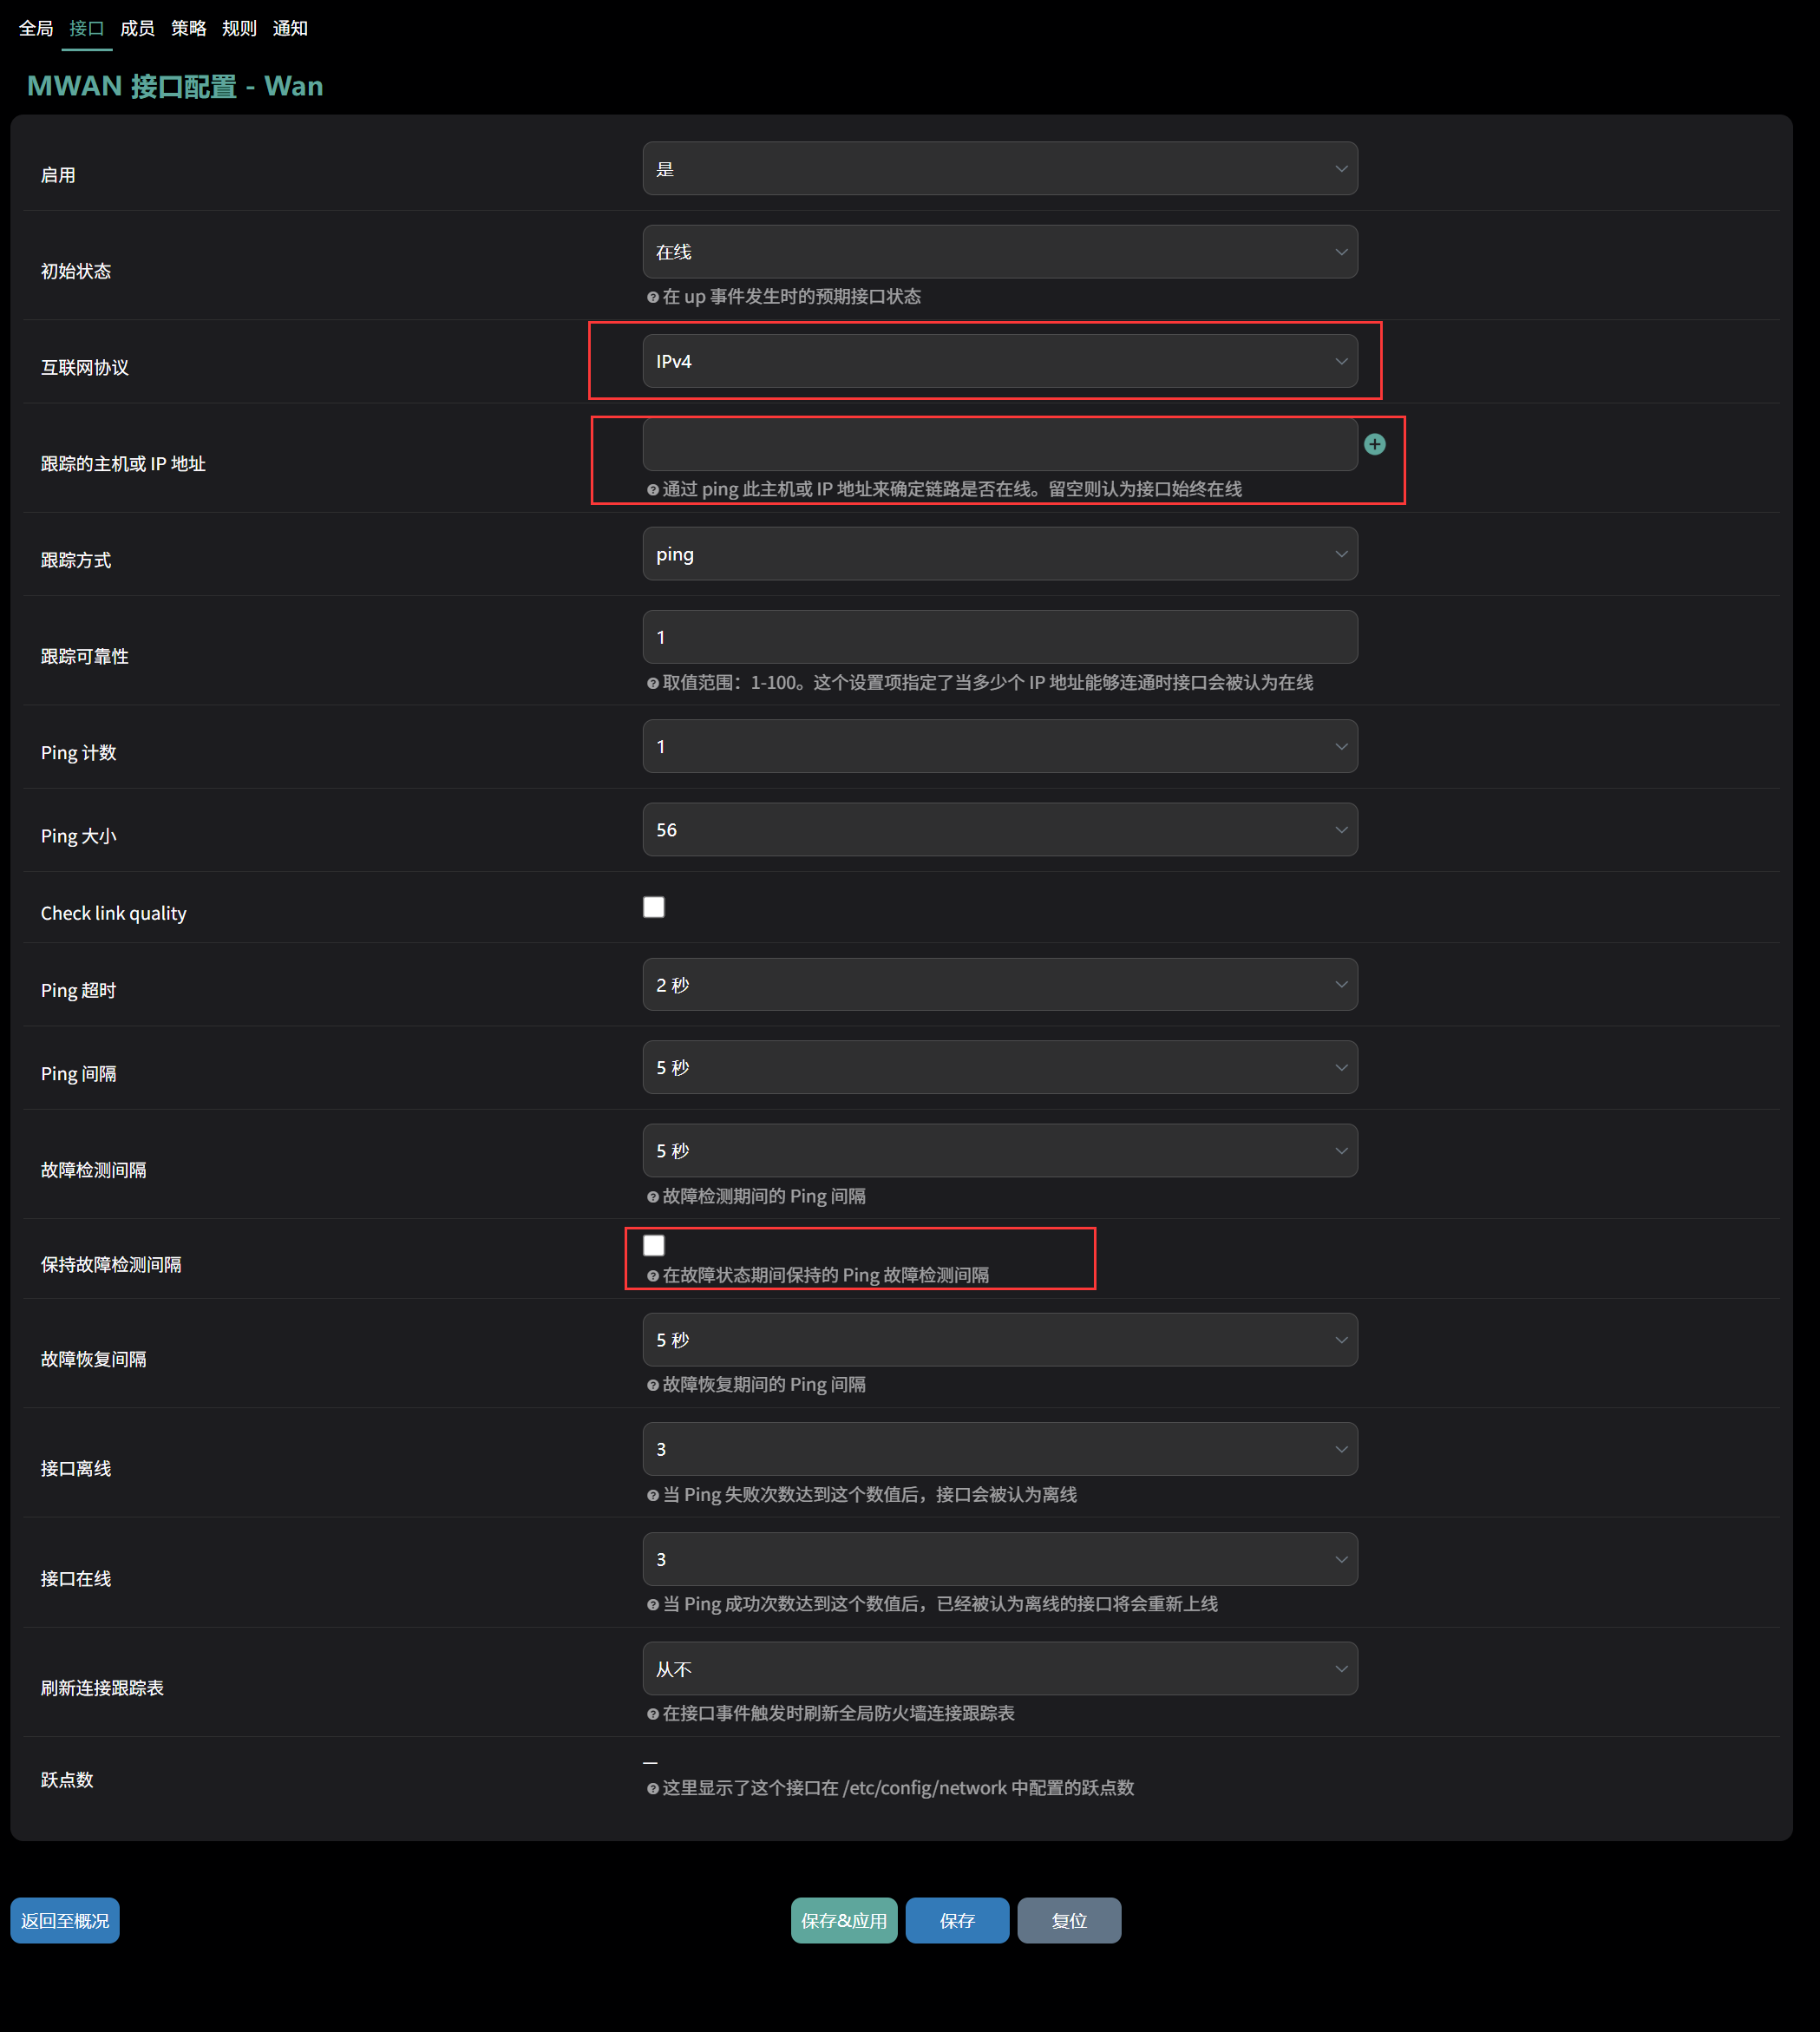 全局 接口 成员 策略 规则 通知
MWAN 接口配置 - Wan
启用
是
初始状态
在线
在 up 事件发生时的预期接口状态
互联网协议
IPv4
跟踪的主机或 IP 地址
通过 ping 此主机或 IP 地址来确定链路是否在线。留空则认为接口始终在线
跟踪方式
ping
跟踪可靠性
1
取值范围：1-100。这个设置项指定了当多少个 IP 地址能够连通时接口会被认为在线
Ping 计数
1
Ping 大小
56
Check link quality
Ping 超时
2 秒
Ping 间隔
5 秒
故障检测间隔
5 秒
故障检测期间的 Ping 间隔
保持故障检测间隔
在故障状态期间保持的 Ping 故障检测间隔
故障恢复间隔
5 秒
故障恢复期间的 Ping 间隔
接口离线
3
当 Ping 失败次数达到这个数值后，接口会被认为离线
接口在线
3
当 Ping 成功次数达到这个数值后，已经被认为离线的接口将会重新上线
刷新连接跟踪表
从不
在接口事件触发时刷新全局防火墙连接跟踪表
跃点数
—
这里显示了这个接口在 /etc/config/network 中配置的跃点数
返回至概况 保存&应用 保存 复位